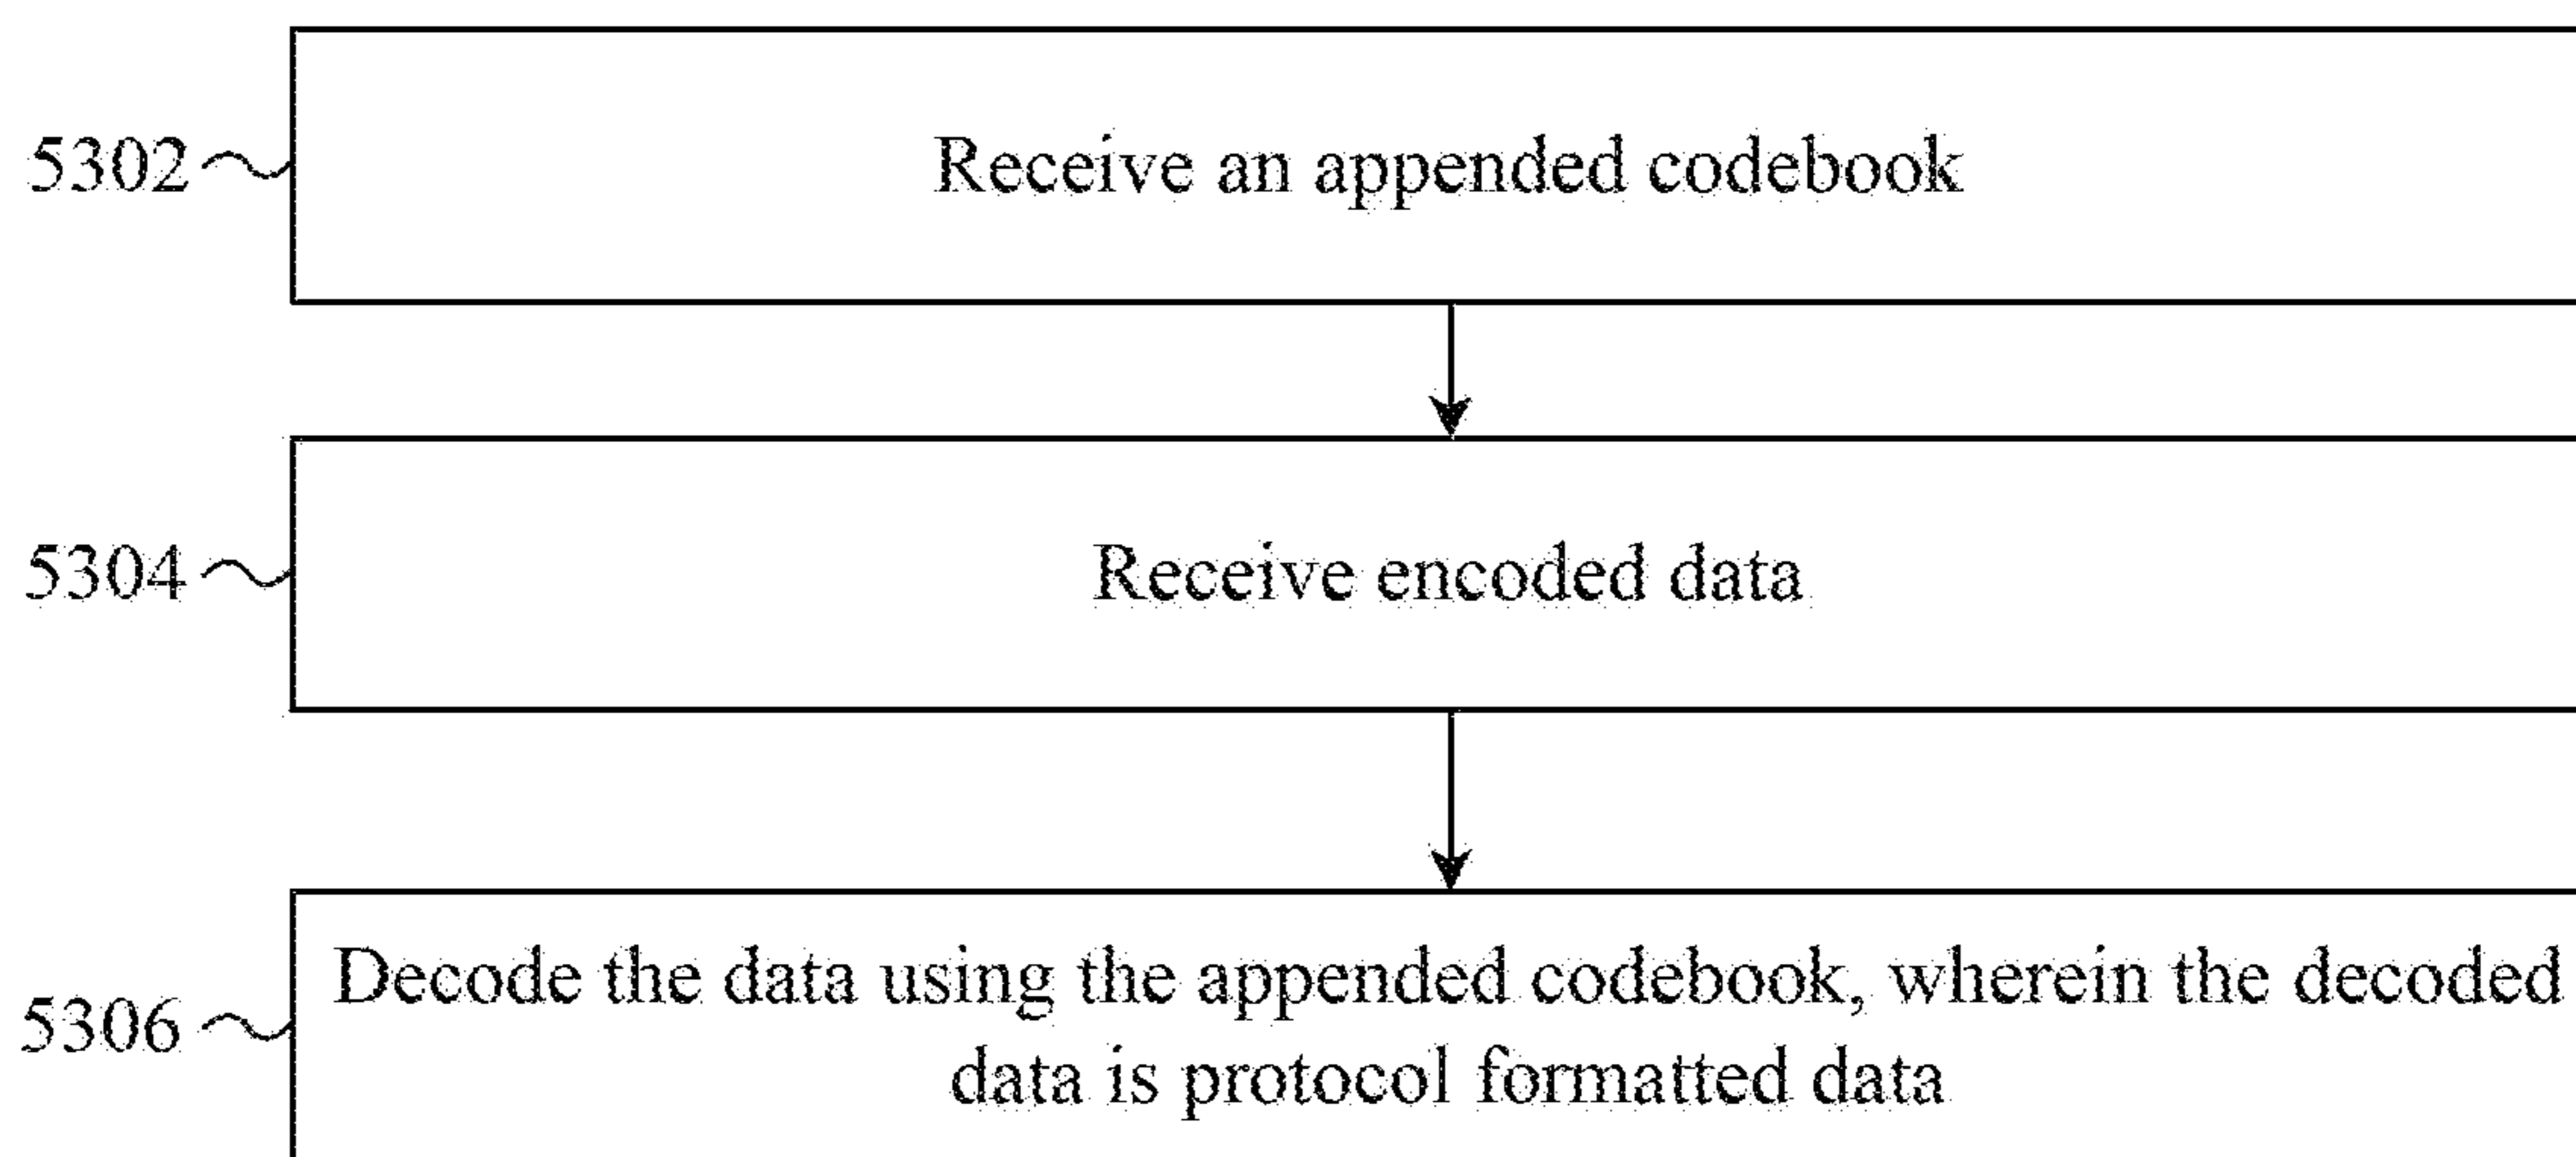 5302
Receive an appended codebook
5304
Receive encoded data
5306
Decode the data using the appended codebook, wherein the decoded
data is protocol formatted data